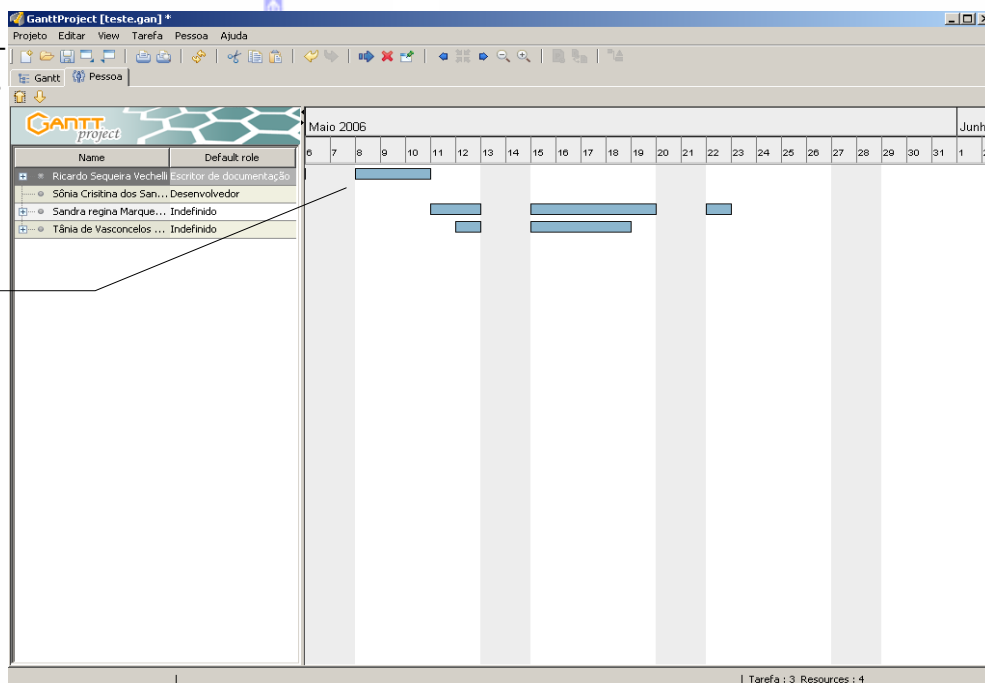 GanttProject [teste.gan] *
Projeto Editar View Tarefa Pessoa Ajuda
Gantt Pessoa
GANTT project
Maio 2006 Junh
6 7 8 9 10 11 12 13 14 15 16 17 18 19 20 21 22 23 24 25 26 27 28 29 30 31 1
Name Default role
Ricardo Sequeira Vechelli Escritor de documentação
Sônia Crisitina dos San... Desenvolvedor
Sandra regina Marque... Indefinido
Tânia de Vasconcelos ... Indefinido
Tarefa : 3 Resources : 4